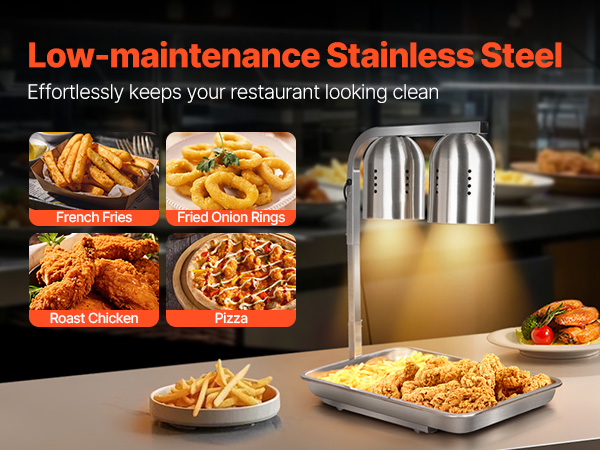 Low-maintenance Stainless Steel
Effortlessly keeps your restaurant looking clean
French Fries
Fried Onion Rings
Roast Chicken
Pizza